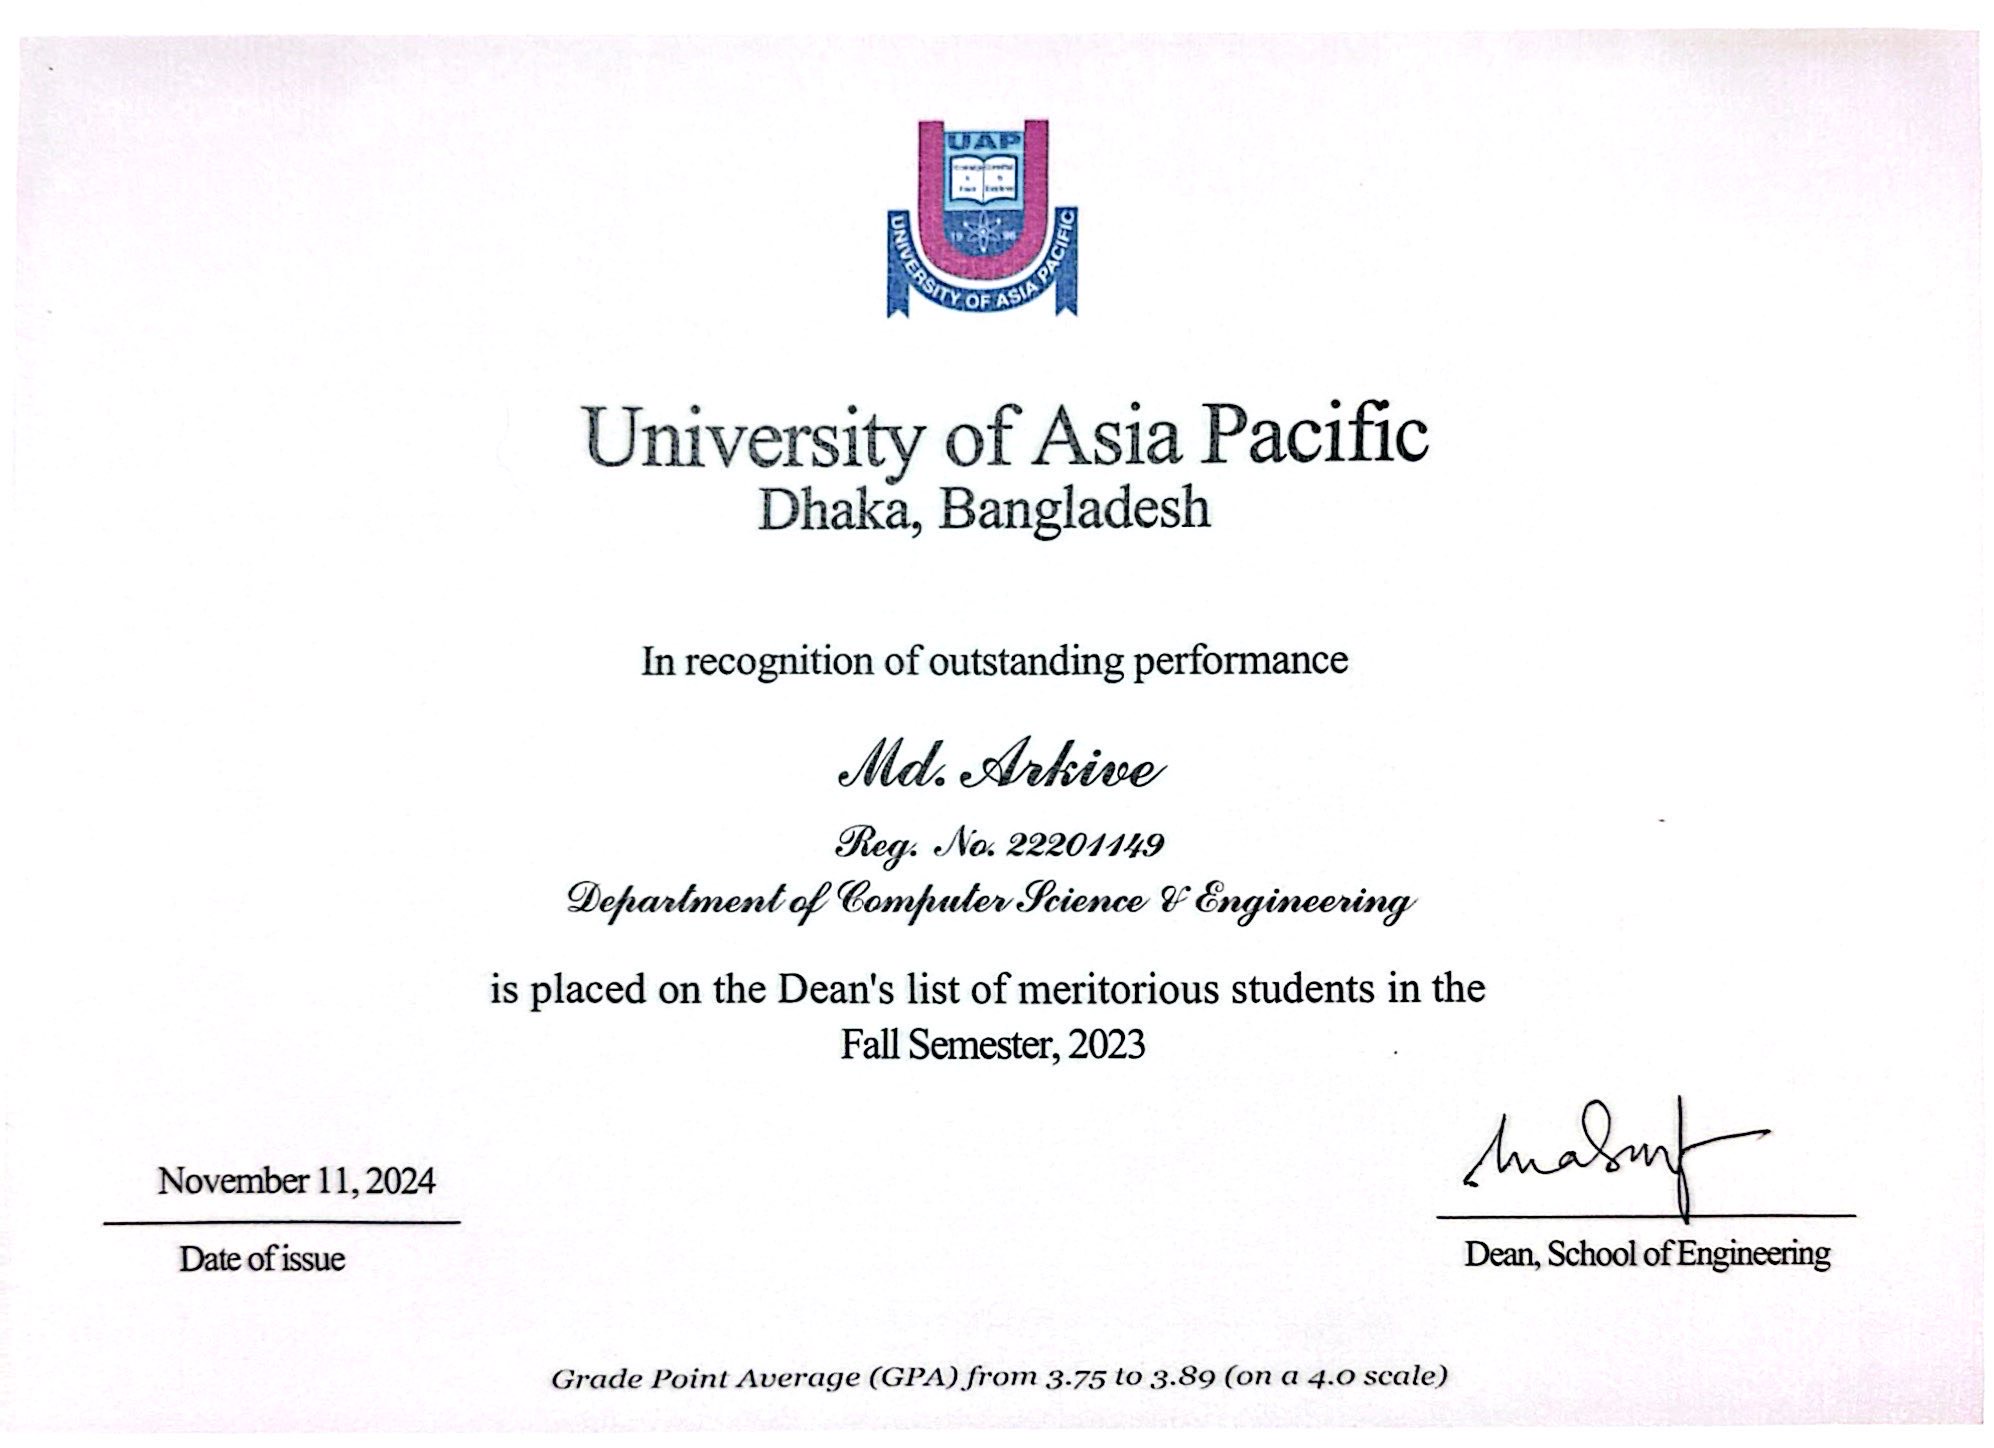 UAP
19 96
UNIVERSITY OF ASIA PACIFIC
University of Asia Pacific
Dhaka, Bangladesh
In recognition of outstanding performance
Md. Arkive
Reg. No. 22201149
Department of Computer Science & Engineering
is placed on the Dean's list of meritorious students in the
Fall Semester, 2023
November 11, 2024
Date of issue
Dean, School of Engineering
Grade Point Average (GPA) from 3.75 to 3.89 (on a 4.0 scale)